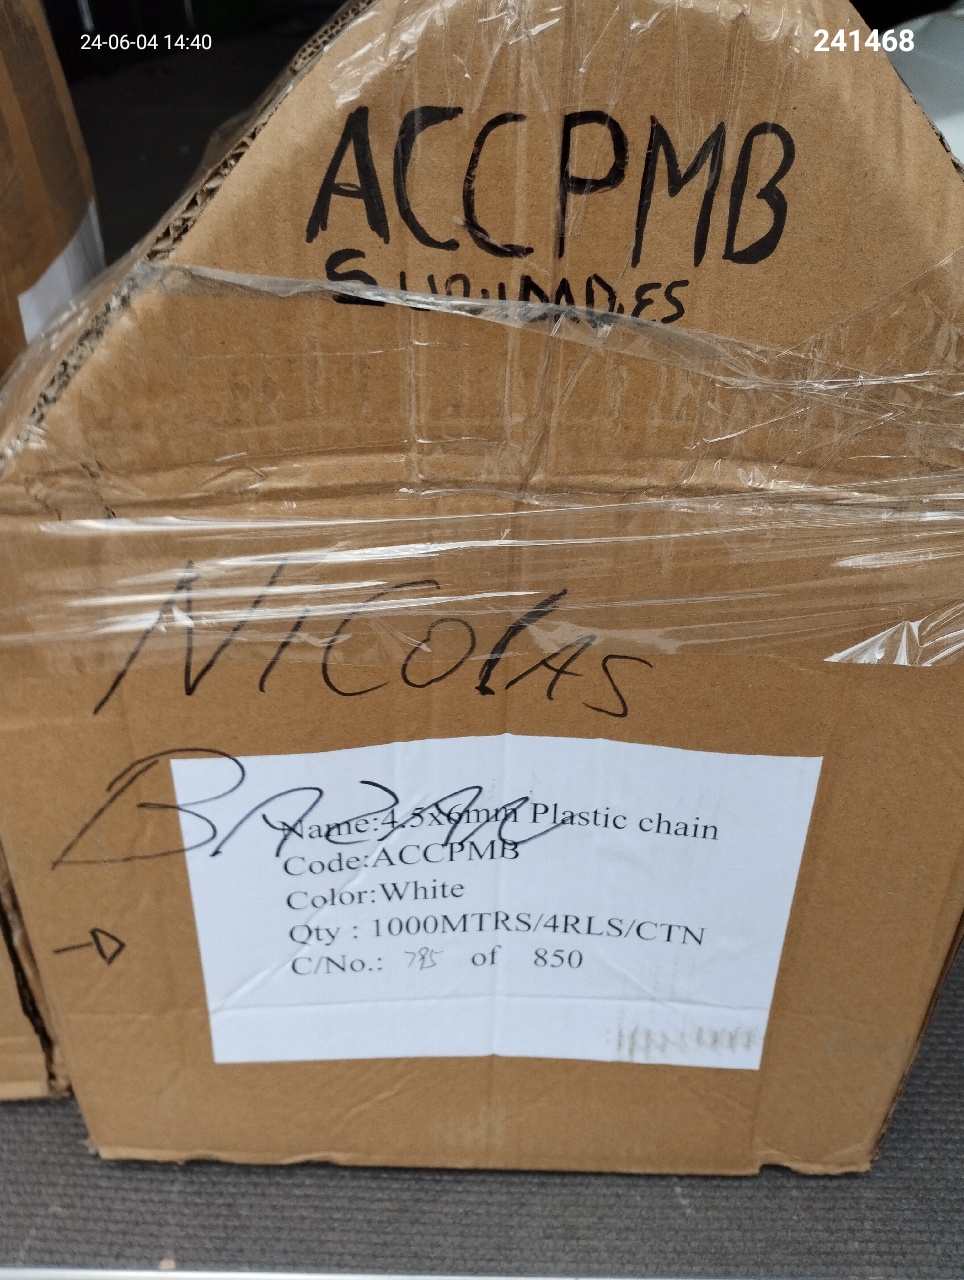 24-06-04 14:40
241468
ACCPMB
NICOLAS
Name:4.5x6mm Plastic chain
Code:ACCPMB
Color:White
Qty : 1000MTRS/4RLS/CTN
C/No.: 785 of 850